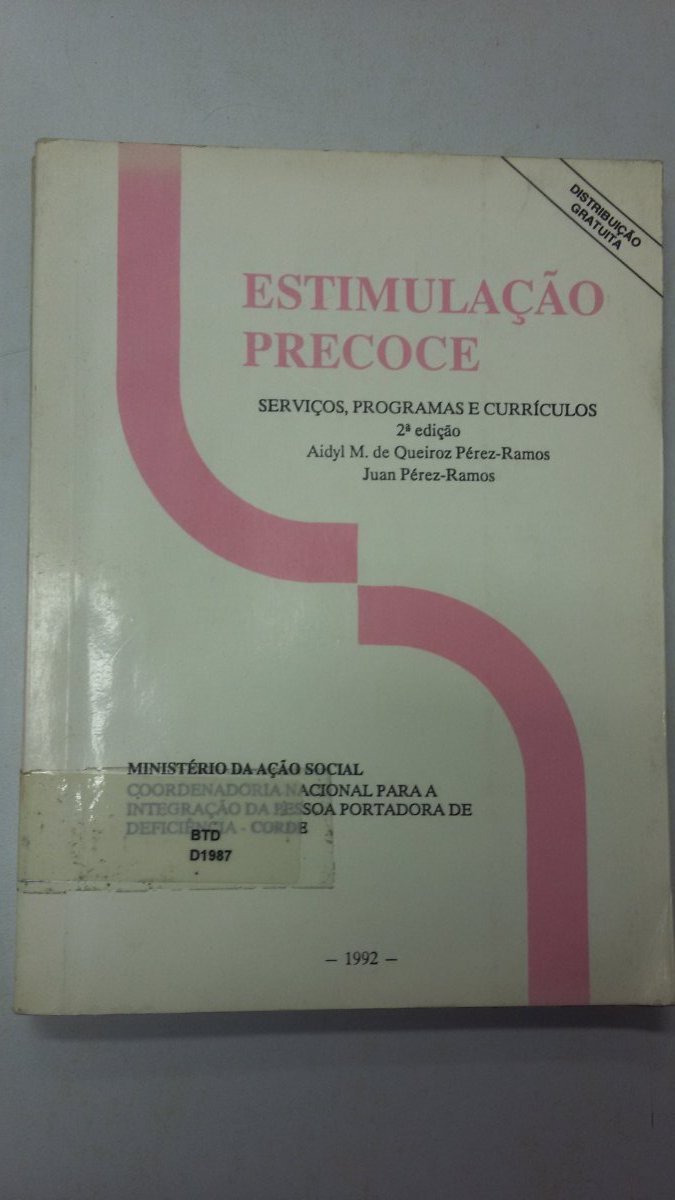 DISTRIBUIÇÃO
GRATUITA
ESTIMULAÇÃO
PRECOCE
SERVIÇOS, PROGRAMAS E CURRÍCULOS
2ª edição
Aidyl M. de Queiroz Pérez-Ramos
Juan Pérez-Ramos
MINISTÉRIO DA AÇÃO SOCIAL
COORDENADORIA NACIONAL PARA A
INTEGRAÇÃO DA PESSOA PORTADORA DE
DEFICIÊNCIA - CORDE
BTD
D1987
– 1992 –